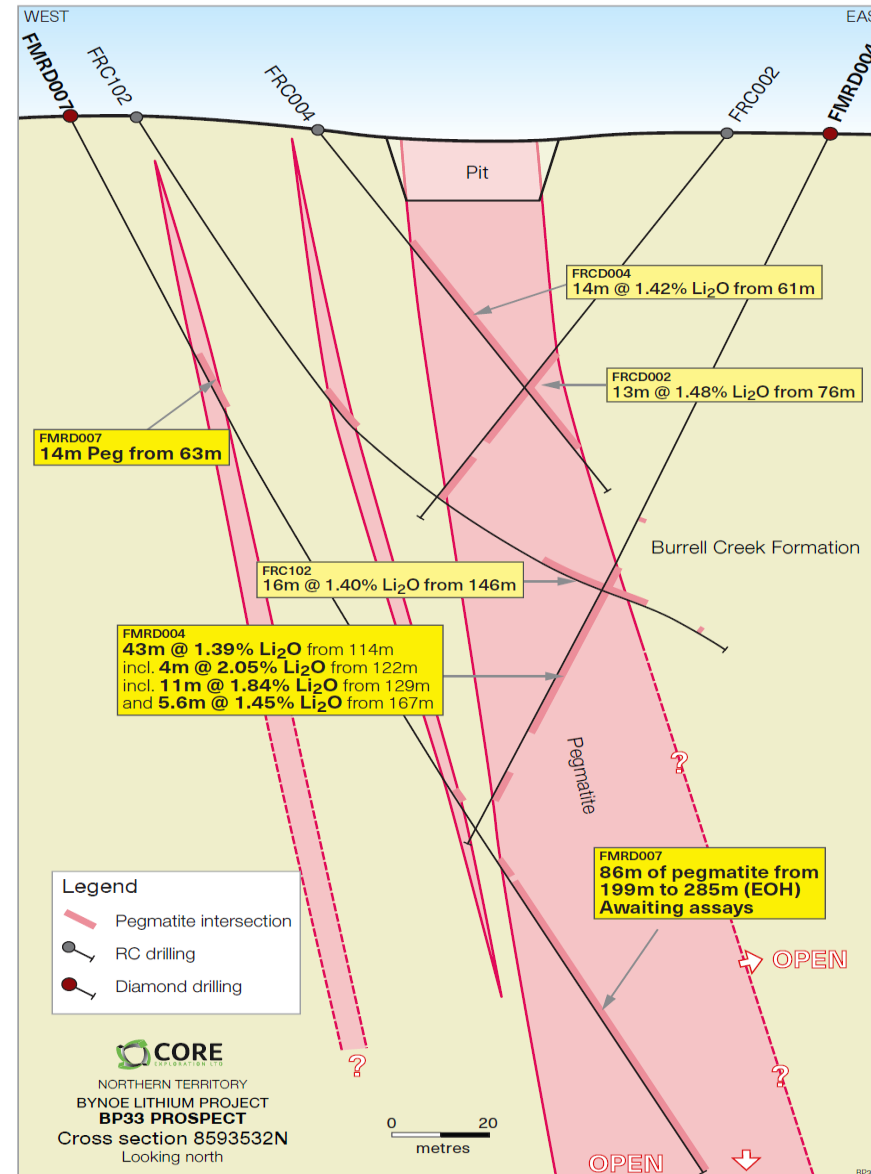 WEST
EAS
FMRD007
FRC102
FRC004
FRC002
FMRD004
Pit
FRCD004
14m @ 1.42% Li2O from 61m
FRCD002
13m @ 1.48% Li2O from 76m
FMRD007
14m Peg from 63m
Burrell Creek Formation
FRC102
16m @ 1.40% Li2O from 146m
FMRD004
43m @ 1.39% Li2O from 114m
incl. 4m @ 2.05% Li2O from 122m
incl. 11m @ 1.84% Li2O from 129m
and 5.6m @ 1.45% Li2O from 167m
Pegmatite
?
FMRD007
86m of pegmatite from
199m to 285m (EOH)
Awaiting assays
Legend
Pegmatite intersection
RC drilling
Diamond drilling
OPEN
?
?
CORE
EXPLORATION LTD
NORTHERN TERRITORY
BYNOE LITHIUM PROJECT
BP33 PROSPECT
Cross section 8593532N
Looking north
0 20
metres
OPEN